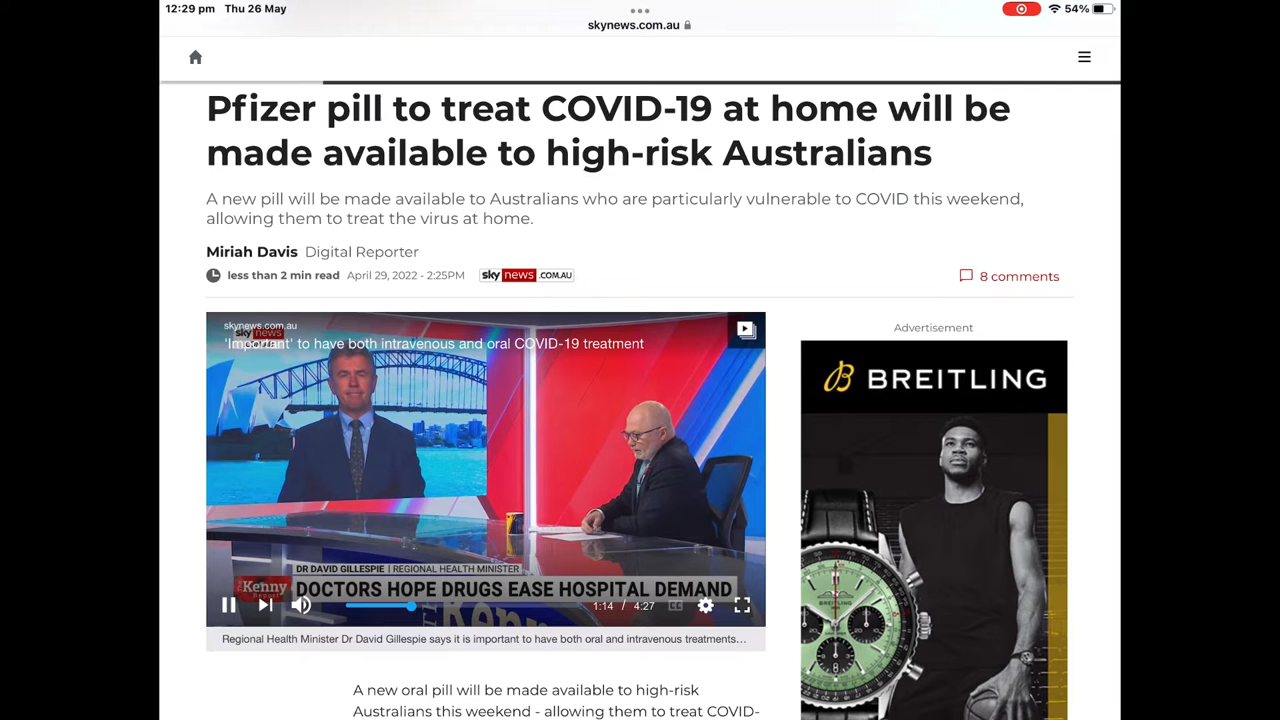 12:29 pm Thu 26 May
54%
skynews.com.au
Pfizer pill to treat COVID-19 at home will be
made available to high-risk Australians
A new pill will be made available to Australians who are particularly vulnerable to COVID this weekend,
allowing them to treat the virus at home.
Miriah Davis Digital Reporter
less than 2 min read April 29, 2022 - 2:25PM sky news .COM.AU
8 comments
skynews.com.au
'Important' to have both intravenous and oral COVID-19 treatment
DR DAVID GILLESPIE | REGIONAL HEALTH MINISTER
Kenny
Report
DOCTORS HOPE DRUGS EASE HOSPITAL DEMAND
1:14 / 4:27 CC
Regional Health Minister Dr David Gillespie says it is important to have both oral and intravenous treatments...
A new oral pill will be made available to high-risk
Australians this weekend - allowing them to treat COVID-
Advertisement
B BREITLING
BREITLING